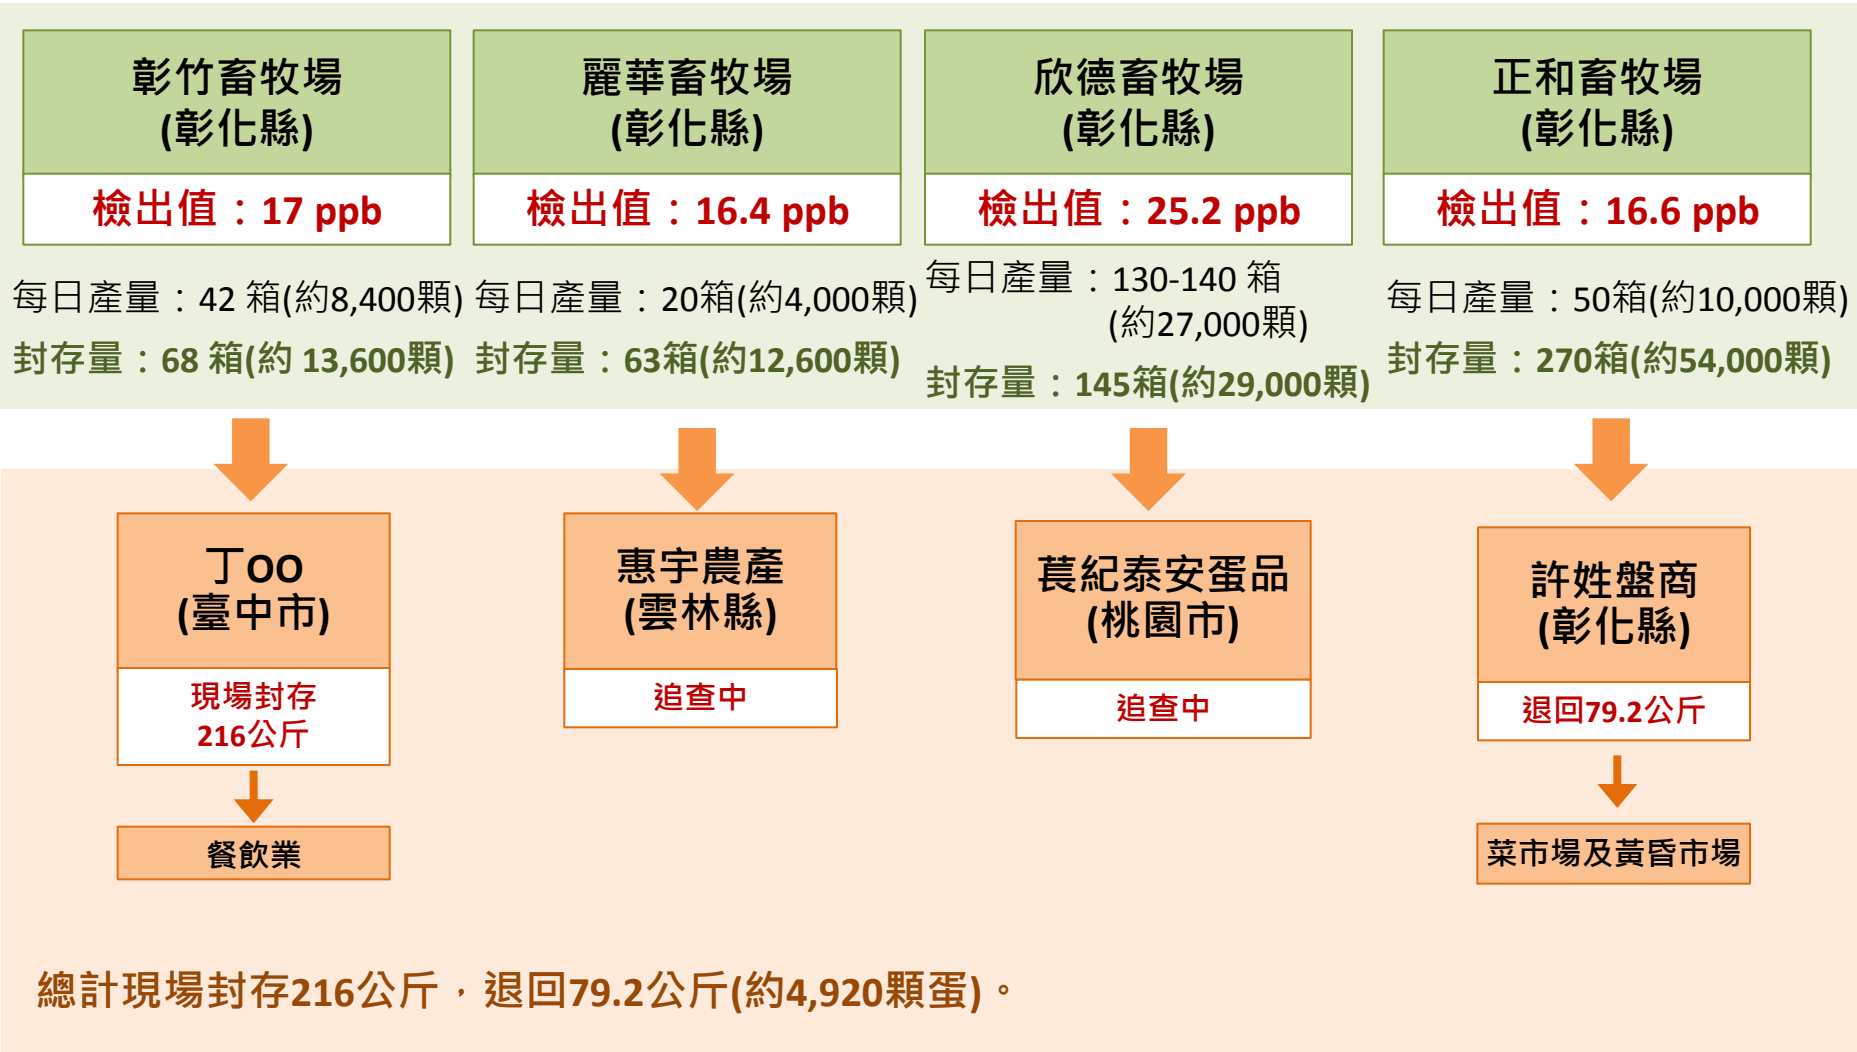 彰竹畜牧場
(彰化縣)
檢出值：17 ppb
每日產量：42 箱(約8,400顆)
封存量：68 箱(約 13,600顆)
麗華畜牧場
(彰化縣)
檢出值：16.4 ppb
每日產量：20箱(約4,000顆)
封存量：63箱(約12,600顆)
欣德畜牧場
(彰化縣)
檢出值：25.2 ppb
每日產量：130-140 箱
(約27,000顆)
封存量：145箱(約29,000顆)
正和畜牧場
(彰化縣)
檢出值：16.6 ppb
每日產量：50箱(約10,000顆)
封存量：270箱(約54,000顆)
丁OO
(臺中市)
現場封存
216公斤
餐飲業
惠宇農產
(雲林縣)
追查中
萇紀泰安蛋品
(桃園市)
追查中
許姓盤商
(彰化縣)
退回79.2公斤
菜市場及黃昏市場
總計現場封存216公斤，退回79.2公斤(約4,920顆蛋)。